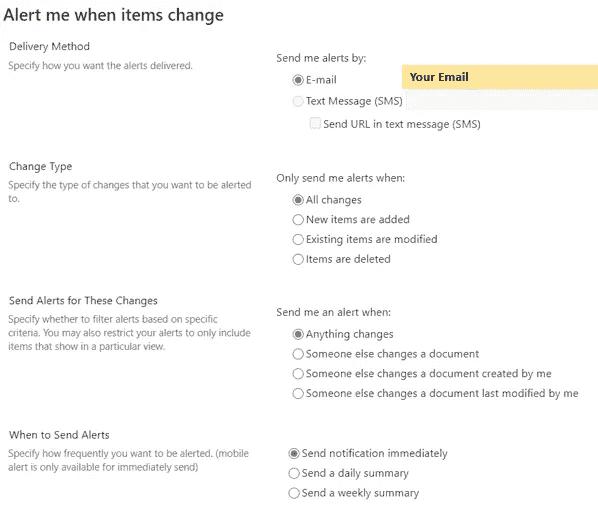 Alert me when items change
Delivery Method
Specify how you want the alerts delivered.
Send me alerts by:
E-mail
Your Email
Text Message (SMS)
Send URL in text message (SMS)
Change Type
Specify the type of changes that you want to be alerted
to.
Only send me alerts when:
All changes
New items are added
Existing items are modified
Items are deleted
Send Alerts for These Changes
Specify whether to filter alerts based on specific
criteria. You may also restrict your alerts to only include
items that show in a particular view.
Send me an alert when:
Anything changes
Someone else changes a document
Someone else changes a document created by me
Someone else changes a document last modified by me
When to Send Alerts
Specify how frequently you want to be alerted. (mobile
alert is only available for immediately send)
Send notification immediately
Send a daily summary
Send a weekly summary